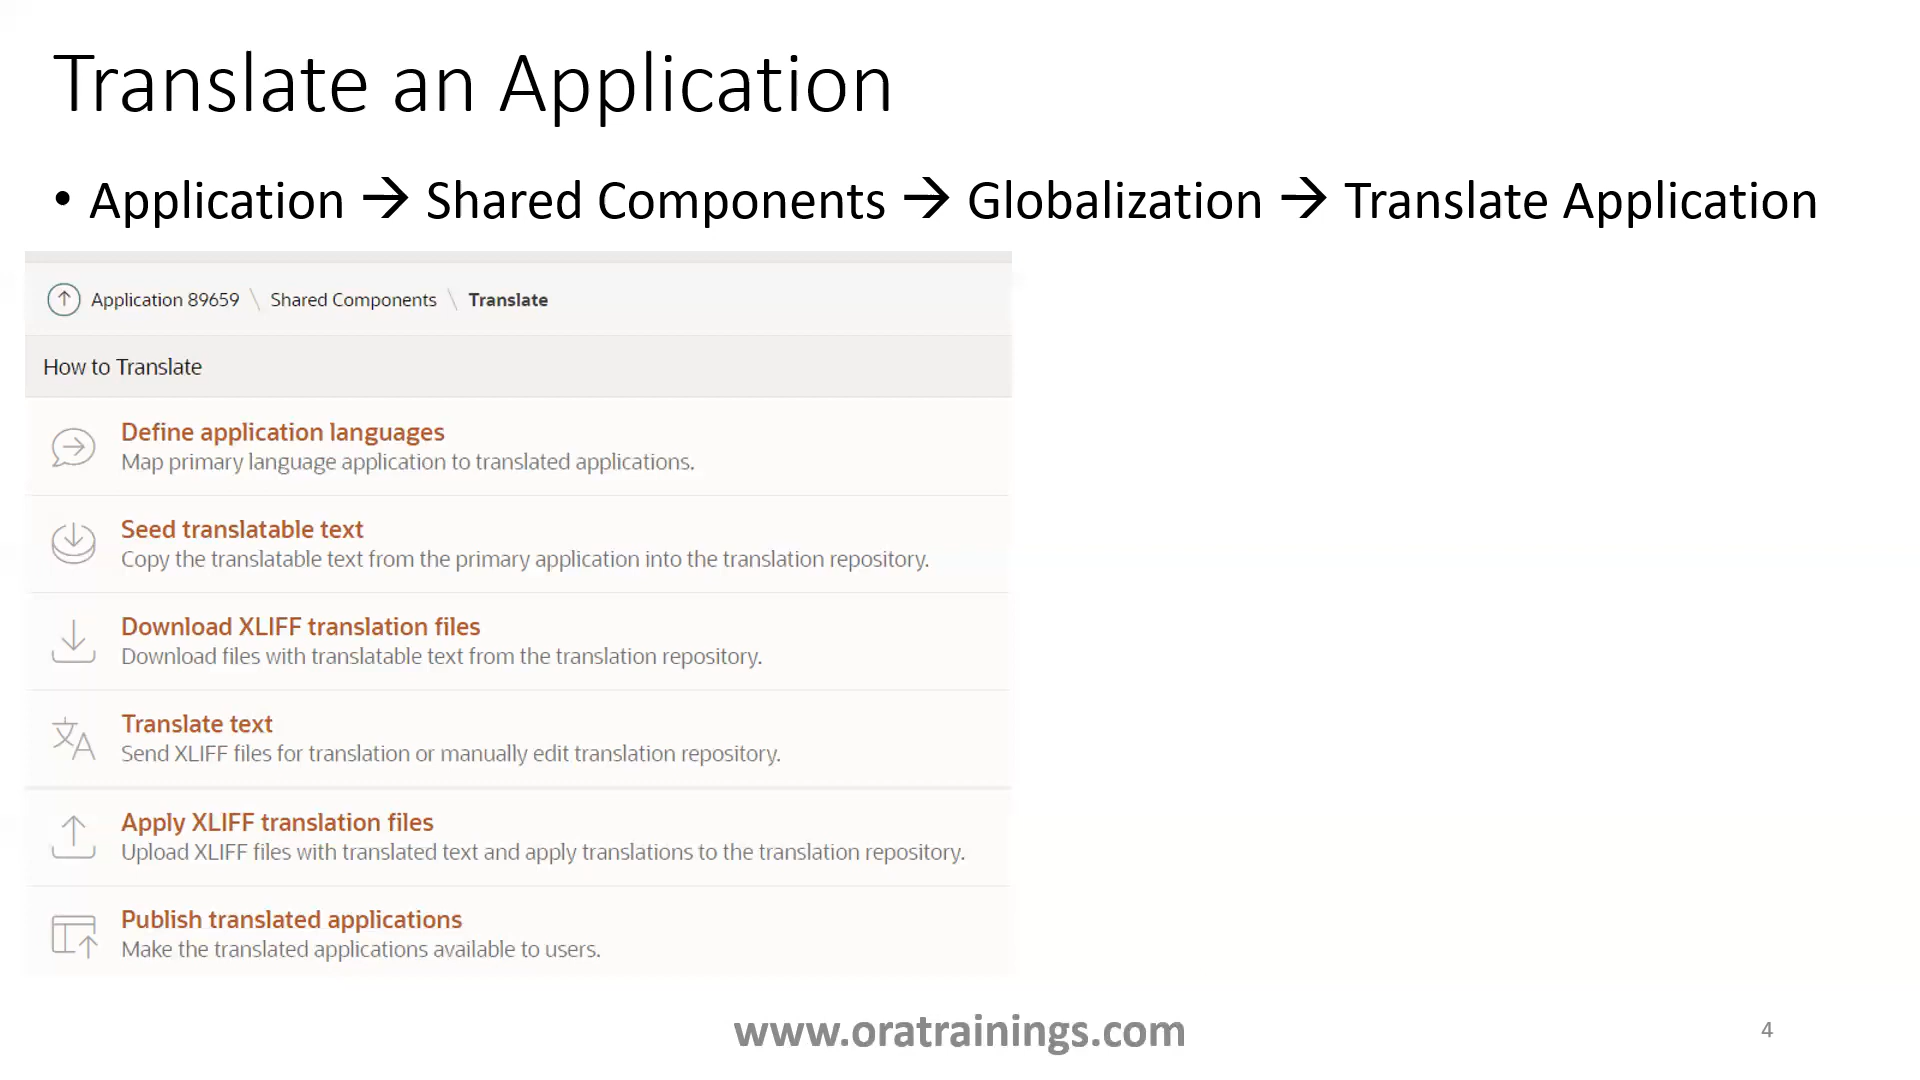 Translate an Application
• Application → Shared Components → Globalization → Translate Application
Application 89659 \ Shared Components \ Translate
How to Translate
Define application languages
Map primary language application to translated applications.
Seed translatable text
Copy the translatable text from the primary application into the translation repository.
Download XLIFF translation files
Download files with translatable text from the translation repository.
Translate text
Send XLIFF files for translation or manually edit translation repository.
Apply XLIFF translation files
Upload XLIFF files with translated text and apply translations to the translation repository.
Publish translated applications
Make the translated applications available to users.
www.oratrainings.com
4